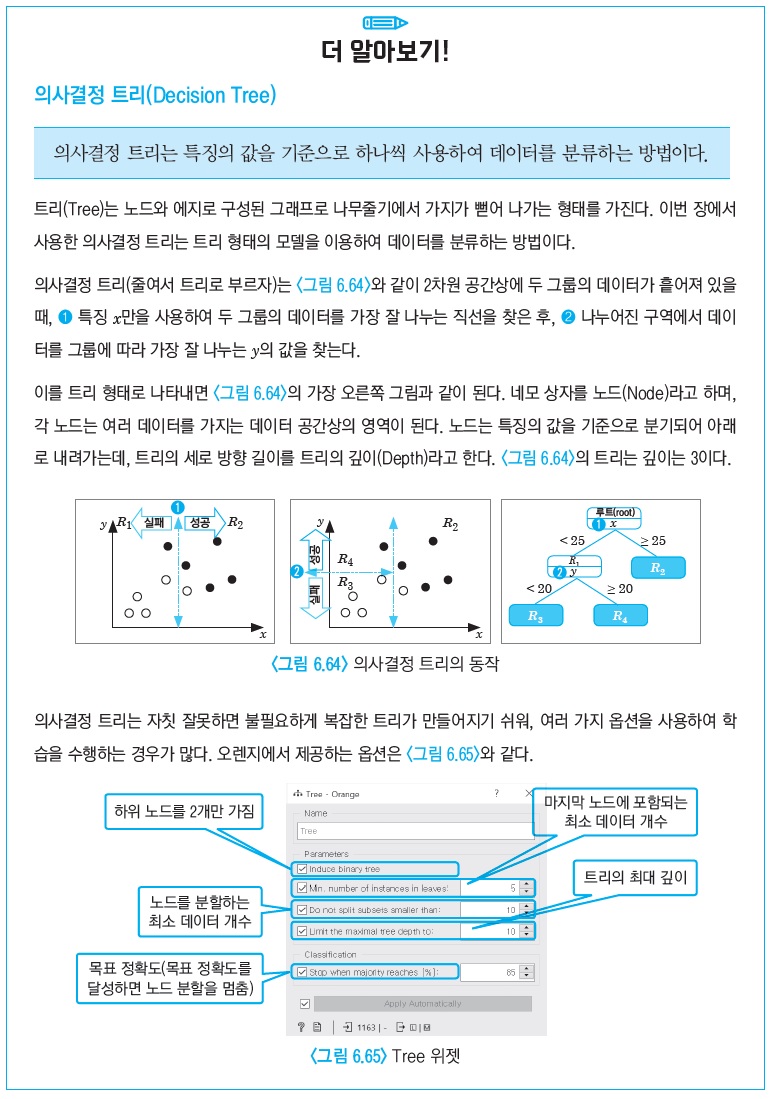 더 알아보기!
의사결정 트리(Decision Tree)
의사결정 트리는 특징의 값을 기준으로 하나씩 사용하여 데이터를 분류하는 방법이다.
트리(Tree)는 노드와 에지로 구성된 그래프로 나무줄기에서 가지가 뻗어 나가는 형태를 가진다. 이번 장에서
사용한 의사결정 트리는 트리 형태의 모델을 이용하여 데이터를 분류하는 방법이다.
의사결정 트리(줄여서 트리로 부르자)는 〈그림 6.64〉와 같이 2차원 공간상에 두 그룹의 데이터가 흩어져 있을
때, ❶ 특징 x만을 사용하여 두 그룹의 데이터를 가장 잘 나누는 직선을 찾은 후, ❷ 나누어진 구역에서 데이
터를 그룹에 따라 가장 잘 나누는 y의 값을 찾는다.
이를 트리 형태로 나타내면 〈그림 6.64〉의 가장 오른쪽 그림과 같이 된다. 네모 상자를 노드(Node)라고 하며,
각 노드는 여러 데이터를 가지는 데이터 공간상의 영역이 된다. 노드는 특징의 값을 기준으로 분기되어 아래
로 내려가는데, 트리의 세로 방향 길이를 트리의 깊이(Depth)라고 한다. 〈그림 6.64〉의 트리는 깊이는 3이다.
❶
y R1 실패 성공 R2
x
y R2
성공
R4
❷
R3
실패
x
루트(root)
❶ x
< 25 ≥ 25
R1
❷ y
R2
< 20 ≥ 20
R3 R4
〈그림 6.64〉 의사결정 트리의 동작
의사결정 트리는 자칫 잘못하면 불필요하게 복잡한 트리가 만들어지기 쉬워, 여러 가지 옵션을 사용하여 학
습을 수행하는 경우가 많다. 오렌지에서 제공하는 옵션은 〈그림 6.65〉와 같다.
하위 노드를 2개만 가짐
노드를 분할하는
최소 데이터 개수
목표 정확도(목표 정확도를
달성하면 노드 분할을 멈춤)
Tree - Orange ? ×
Name
Tree
Parameters
Induce binary tree
Min. number of instances in leaves: 5
Do not split subsets smaller than: 10
Limit the maximal tree depth to: 10
Classification
Stop when majority reaches [%]: 85
Apply Automatically
? 1163 | -
마지막 노드에 포함되는
최소 데이터 개수
트리의 최대 깊이
〈그림 6.65〉 Tree 위젯